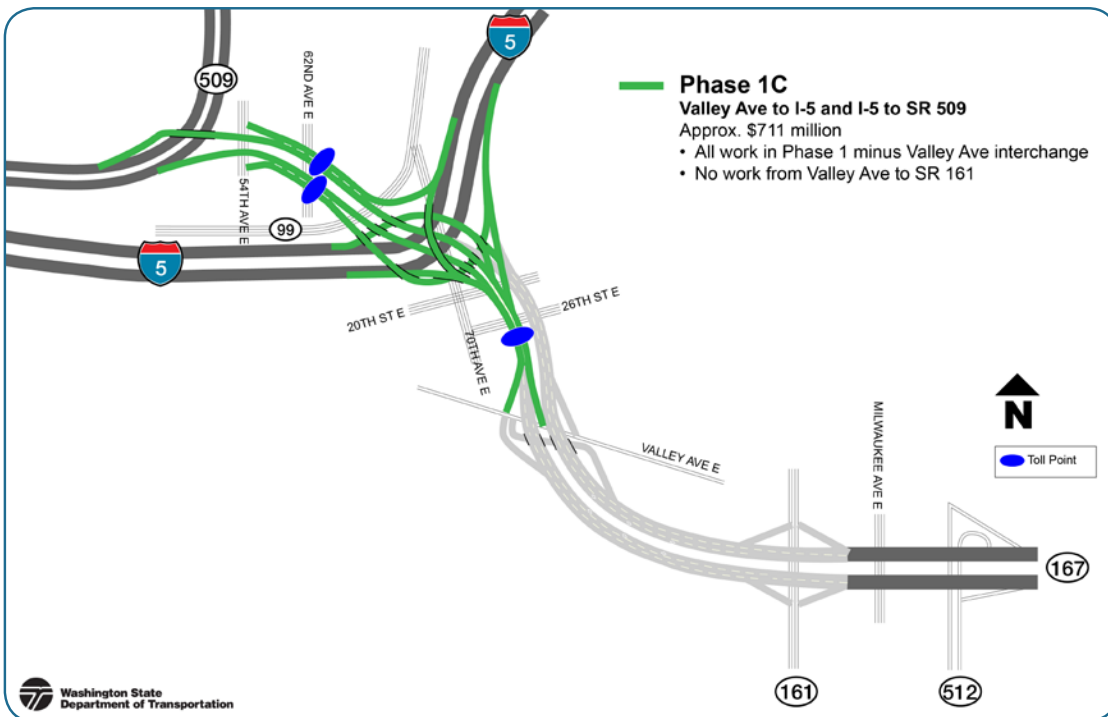 5
509
62ND AVE E
54TH AVE E
99
5
20TH ST E
26TH ST E
70TH AVE E
VALLEY AVE E
MILWAUKEE AVE E
167
161
512
Phase 1C
Valley Ave to I-5 and I-5 to SR 509
Approx. $711 million
• All work in Phase 1 minus Valley Ave interchange
• No work from Valley Ave to SR 161
N
Toll Point
Washington State
Department of Transportation